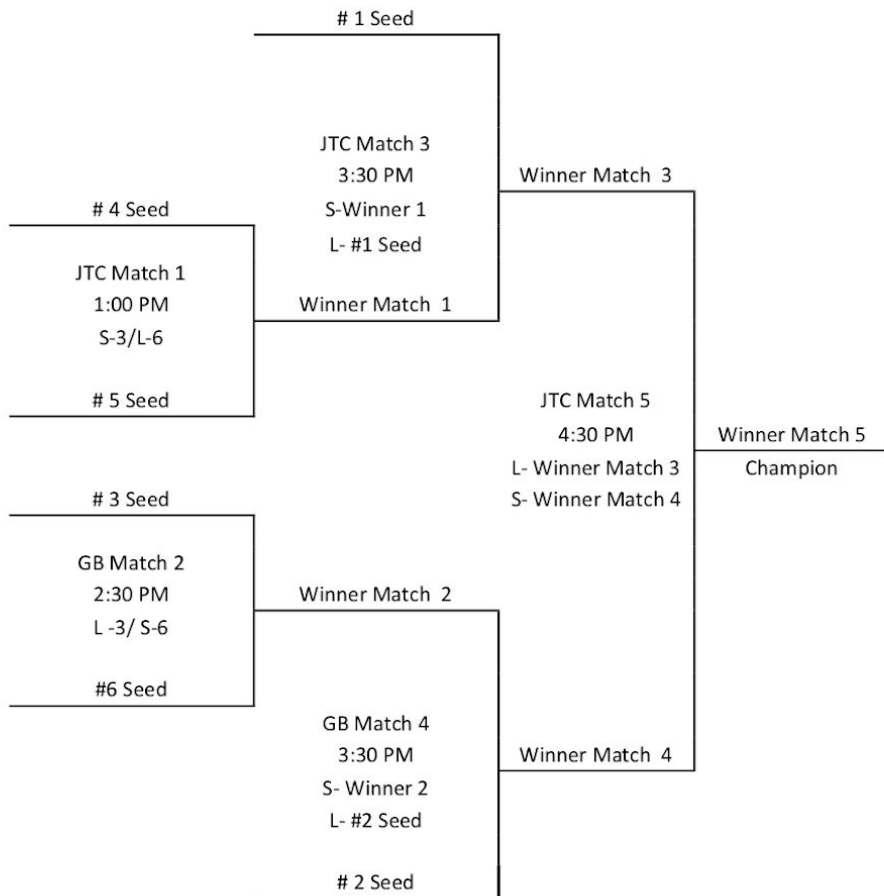 # 1 Seed
JTC Match 3
3:30 PM
S-Winner 1
L- #1 Seed
Winner Match 3
# 4 Seed
JTC Match 1
1:00 PM
S-3/L-6
Winner Match 1
# 5 Seed
JTC Match 5
4:30 PM
L- Winner Match 3
S- Winner Match 4
Winner Match 5
Champion
# 3 Seed
GB Match 2
2:30 PM
L -3/ S-6
Winner Match 2
#6 Seed
GB Match 4
3:30 PM
S- Winner 2
L- #2 Seed
Winner Match 4
# 2 Seed